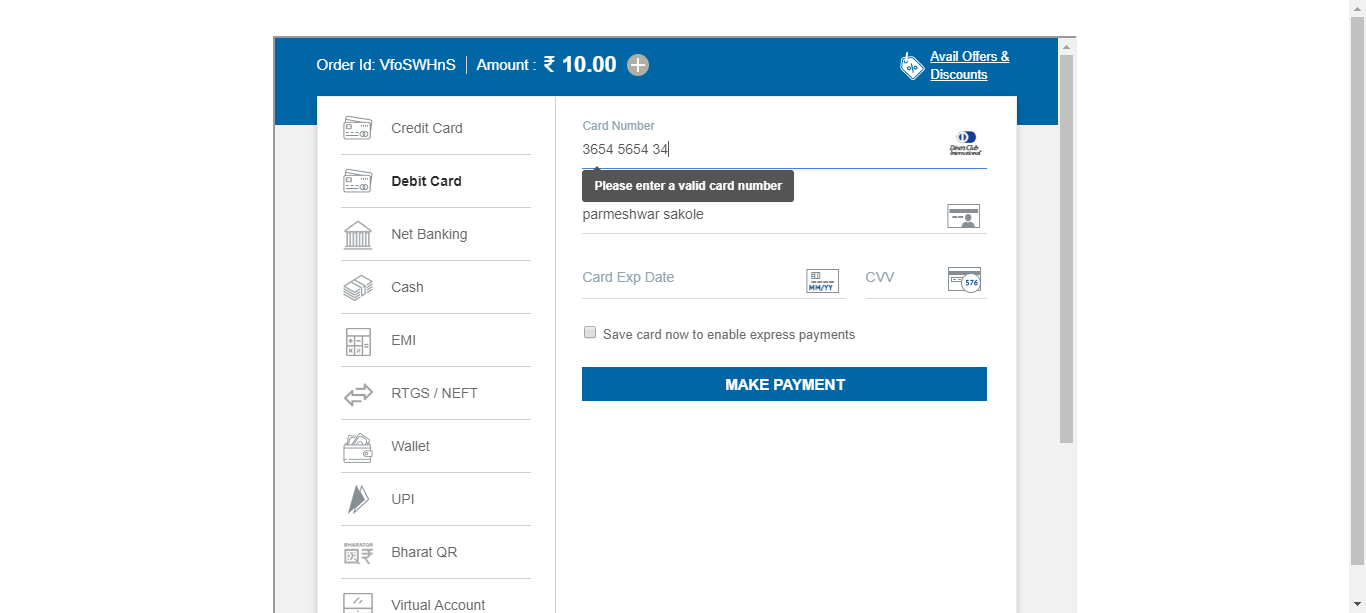 Order Id: VfoSWHnS | Amount : ₹ 10.00
Avail Offers &
Discounts
Credit Card
Debit Card
Net Banking
Cash
EMI
RTGS / NEFT
Wallet
UPI
BHARATQR
Bharat QR
Virtual Account
Card Number
3654 5654 34
Diners Club
International
Please enter a valid card number
parmeshwar sakole
Card Exp Date
MM/YY
CVV
576
Save card now to enable express payments
MAKE PAYMENT